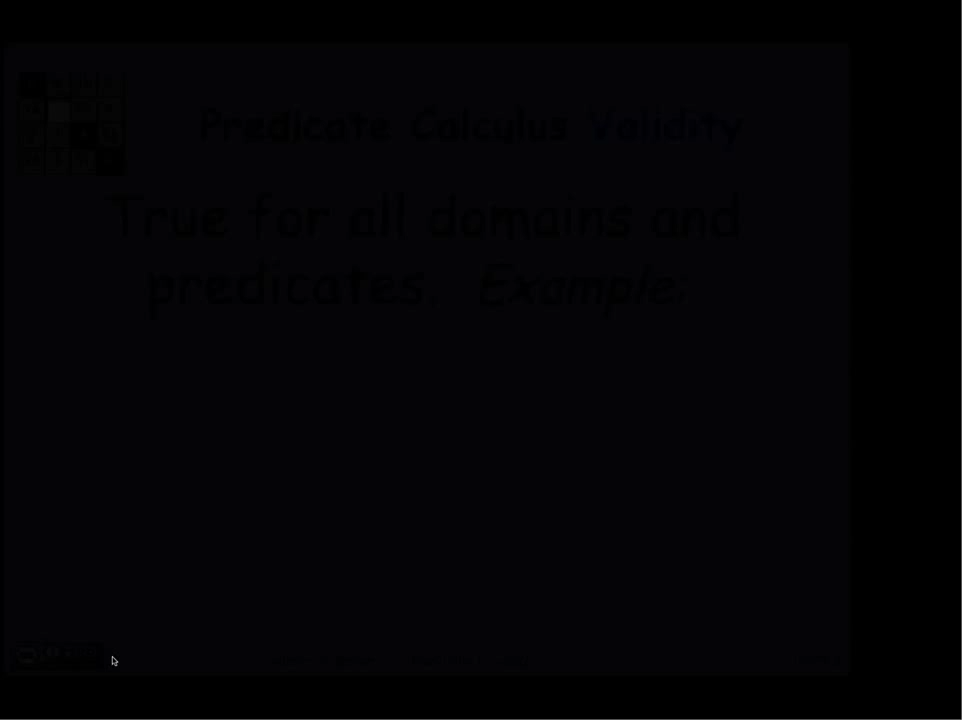 Predicate Calculus Validity
True for all domains and
predicates. Example: